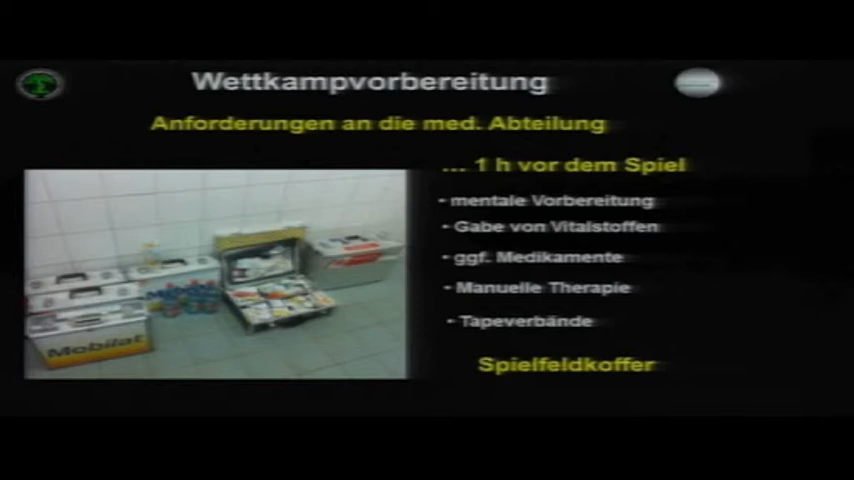 Wettkampvorbereitung
Anforderungen an die med. Abteilung
... 1 h vor dem Spiel
• mentale Vorbereitung
• Gabe von Vitalstoffen
• ggf. Medikamente
• Manuelle Therapie
• Tapeverbände
Spielfeldkoffer
Mobilat